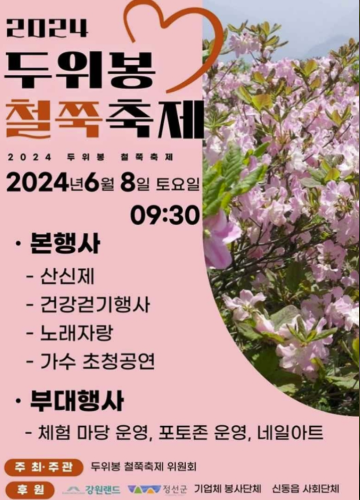 2024
두위봉
철쭉축제
2024 두위봉 철쭉축제
2024년6월 8일 토요일
09:30
· 본행사
- 산신제
- 건강걷기행사
- 노래자랑
- 가수 초청공연
· 부대행사
- 체험 마당 운영, 포토존 운영, 네일아트
주최·주관 두위봉 철쭉축제 위원회
후원 강원랜드 정선군 기업체 봉사단체 신동읍 사회단체